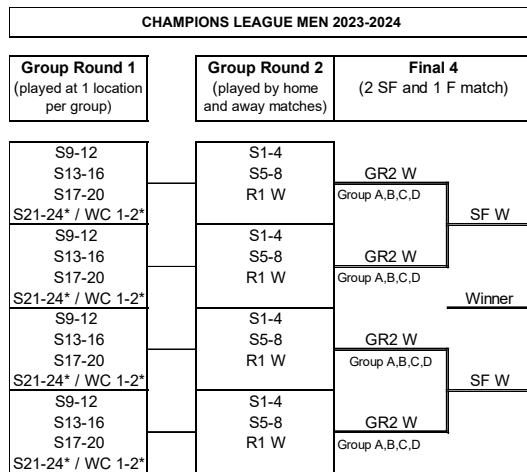 CHAMPIONS LEAGUE MEN 2023-2024
Group Round 1
(played at 1 location
per group)
Group Round 2
(played by home
and away matches)
Final 4
(2 SF and 1 F match)
S9-12
S13-16
S17-20
S21-24* / WC 1-2*
S1-4
S5-8
R1 W
GR2 W
Group A,B,C,D
SF W
S9-12
S13-16
S17-20
S21-24* / WC 1-2*
S1-4
S5-8
R1 W
GR2 W
Group A,B,C,D
Winner
S9-12
S13-16
S17-20
S21-24* / WC 1-2*
S1-4
S5-8
R1 W
GR2 W
Group A,B,C,D
SF W
S9-12
S13-16
S17-20
S21-24* / WC 1-2*
S1-4
S5-8
R1 W
GR2 W
Group A,B,C,D